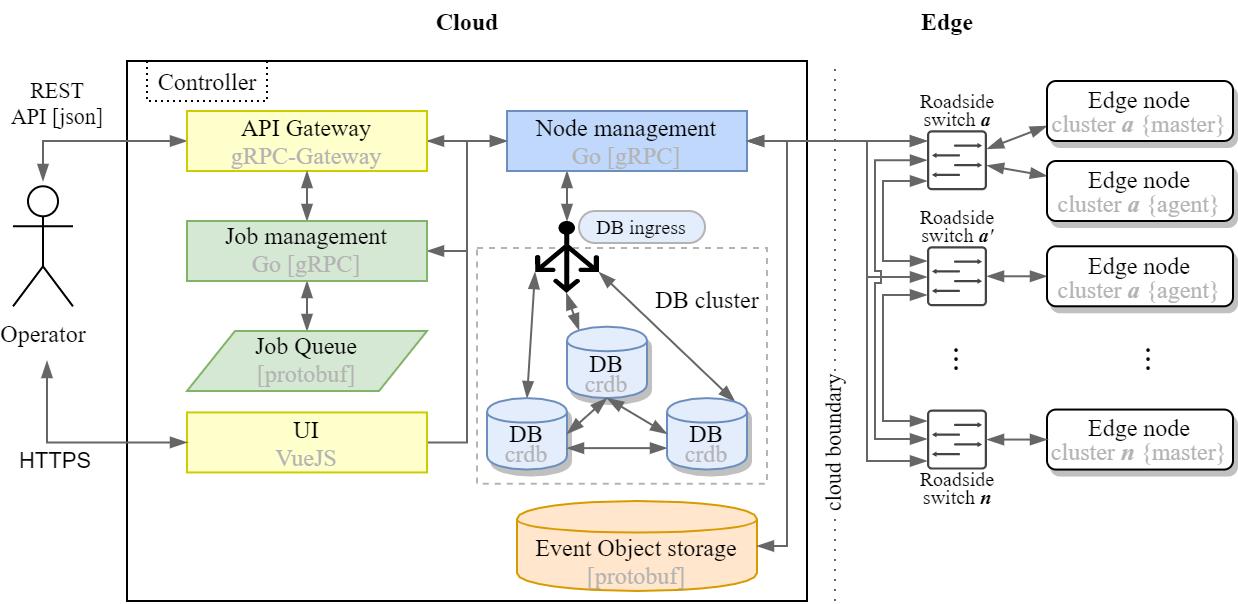 Cloud
Edge
Controller
REST
API [json]
API Gateway
gRPC-Gateway
Node management
Go [gRPC]
Job management
Go [gRPC]
DB ingress
DB cluster
Operator
Job Queue
[protobuf]
DB
crdb
DB
crdb
DB
crdb
UI
VueJS
HTTPS
Event Object storage
[protobuf]
cloud boundary
Roadside
switch a
Edge node
cluster a {master}
Edge node
cluster a {agent}
Roadside
switch a'
Edge node
cluster a {agent}
⋮
⋮
Edge node
cluster n {master}
Roadside
switch n